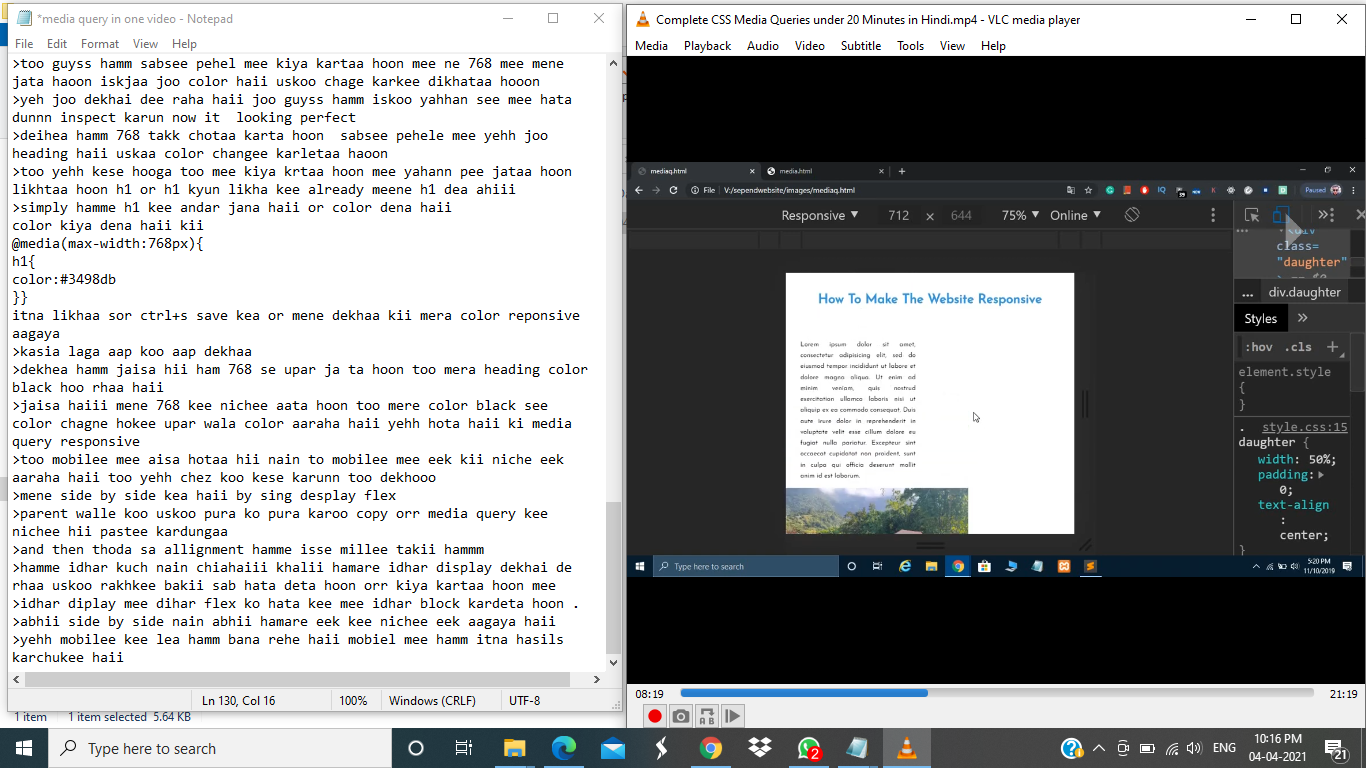 *media query in one video - Notepad
File Edit Format View Help
>too guyss hamm sabsee pehel mee kiya kartaa hoon mee ne 768 mee mene
jata haoon iskjaa joo color haii uskoo chage karkee dikhataa hooon
>yeh joo dekhai dee raha haii joo guyss hamm iskoo yahhan see mee hata
dunnn inspect karun now it  looking perfect
>deihea hamm 768 takk chotaa karta hoon  sabsee pehele mee yehh joo
heading haii uskaa color changee karletaa haoon
>too yehh kese hooga too mee kiya krtaa hoon mee yahann pee jataa hoon
likhtaa hoon h1 or h1 kyun likha kee already meene h1 dea ahiii
>simply hamme h1 kee andar jana haii or color dena haii
color kiya dena haii kii
@media(max-width:768px){
h1{
color:#3498db
}}
itna likhaa sor ctrl+s save kea or mene dekhaa kii mera color reponsive
aagaya
>kasia laga aap koo aap dekhaa
>dekhea hamm jaisa hii ham 768 se upar ja ta hoon too mera heading color
black hoo rhaa haii
>jaisa haiii mene 768 kee nichee aata hoon too mere color black see
color chagne hokee upar wala color aaraha haii yehh hota haii ki media
query responsive
>too mobilee mee aisa hotaa hii nain to mobilee mee eek kii niche eek
aaraha haii too yehh chez koo kese karunn too dekhooo
>mene side by side kea haii by sing desplay flex
>parent walle koo uskoo pura ko pura karoo copy orr media query kee
nichee hii pastee kardungaa
>and then thoda sa allignment hamme isse millee takii hammm
>hamme idhar kuch nain chiahaiii khalii hamare idhar display dekhai de
rhaa uskoo rakhkee bakii sab hata deta hoon orr kiya kartaa hoon mee
>idhar diplay mee dihar flex ko hata kee mee idhar block kardeta hoon .
>abhii side by side nain abhii hamare eek kee nichee eek aagaya haii
>yehh mobilee kee lea hamm bana rehe haii mobiel mee hamm itna hasils
karchukee haii
Ln 130, Col 16 100% Windows (CRLF) UTF-8
1 item 1 item selected 5.64 KB
Complete CSS Media Queries under 20 Minutes in Hindi.mp4 - VLC media player
Media Playback Audio Video Subtitle Tools View Help
mediaq.html media.html
File V:/sependwebsite/images/mediaq.html Paused
Responsive 712 × 644 75% Online
<div
class=
"daughter"
... div.daughter
Styles
:hov .cls
element.style
{
}
. style.css:15
daughter {
width: 50%;
padding:
0;
text-align
:
center;
}
How To Make The Website Responsive
Lorem ipsum dolor sit amet,
consectetur adipisicing elit, sed do
eiusmod tempor incididunt ut labore et
dolore magna aliqua. Ut enim ad
minim veniam, quis nostrud
exercitation ullamco laboris nisi ut
aliquip ex ea commodo consequat. Duis
aute irure dolor in reprehenderit in
voluptate velit esse cillum dolore eu
fugiat nulla pariatur. Excepteur sint
occaecat cupidatat non proident, sunt
in culpa qui officia deserunt mollit
anim id est laborum.
Type here to search
5:20 PM
11/10/2019
08:19 21:19
Type here to search
2
ENG
10:16 PM
04-04-2021
21